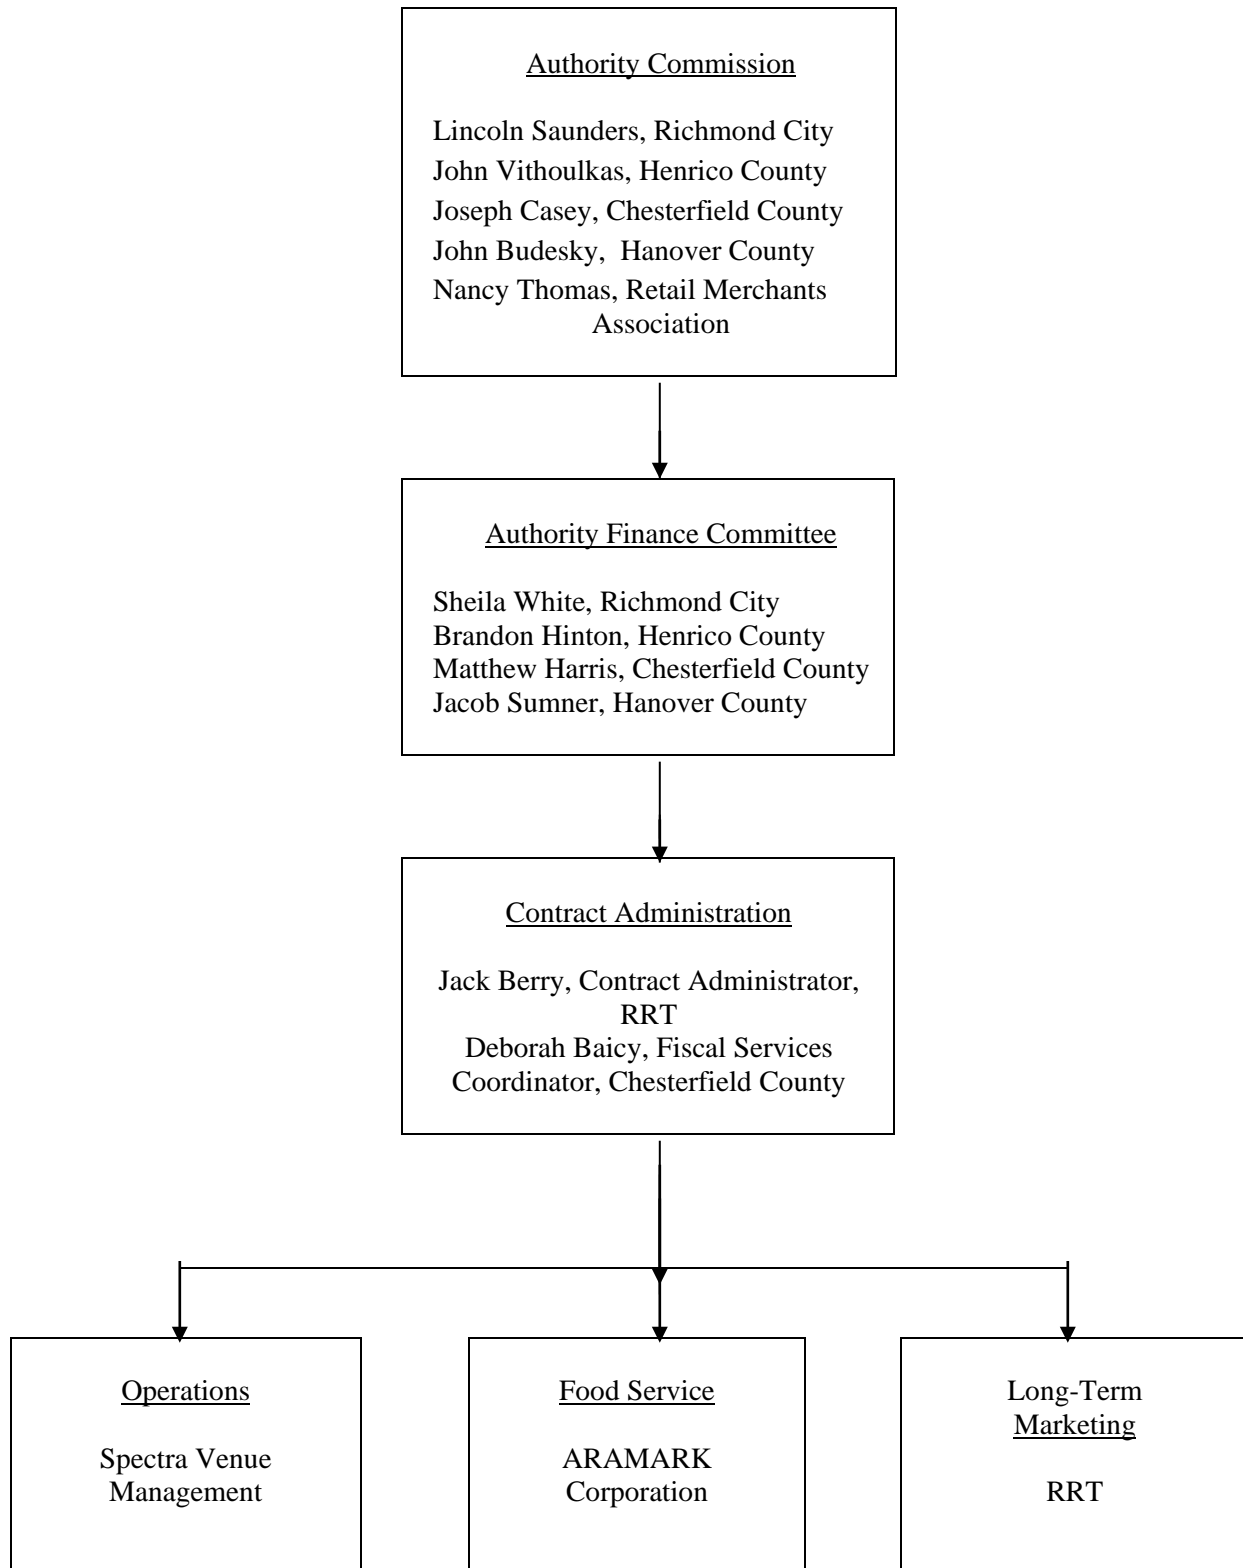 Authority Commission
Lincoln Saunders, Richmond City
John Vithoulkas, Henrico County
Joseph Casey, Chesterfield County
John Budesky,  Hanover County
Nancy Thomas, Retail Merchants
Association
Authority Finance Committee
Sheila White, Richmond City
Brandon Hinton, Henrico County
Matthew Harris, Chesterfield County
Jacob Sumner, Hanover County
Contract Administration
Jack Berry, Contract Administrator,
RRT
Deborah Baicy, Fiscal Services
Coordinator, Chesterfield County
Operations
Spectra Venue
Management
Food Service
ARAMARK
Corporation
Long-Term
Marketing
RRT